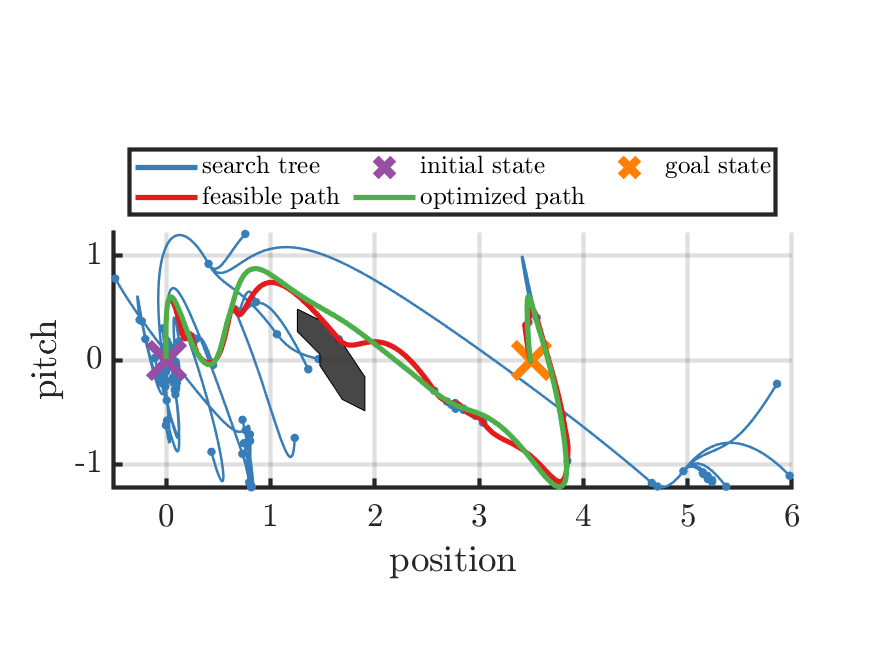 search tree initial state goal state
feasible path optimized path
1
0
-1
pitch
0 1 2 3 4 5 6
position